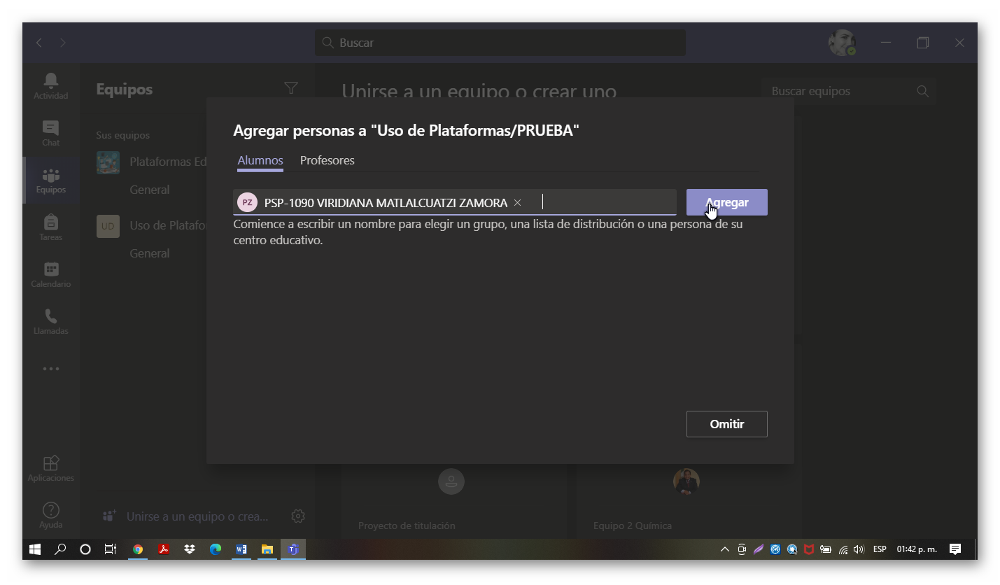 Buscar
Actividad
Chat
Equipos
Tareas
Calendario
Llamadas
Aplicaciones
Ayuda
Equipos
Sus equipos
Plataformas Ed
General
UD
Uso de Platafo
General
Unirse a un equipo o crea...
Unirse a un equipo o crear uno
Buscar equipos
Agregar personas a "Uso de Plataformas/PRUEBA"
Alumnos Profesores
PZ PSP-1090 VIRIDIANA MATLALCUATZI ZAMORA
Agregar
Comience a escribir un nombre para elegir un grupo, una lista de distribución o una persona de su
centro educativo.
Omitir
Proyecto de titulación
Equipo 2 Química
ESP 01:42 p. m.